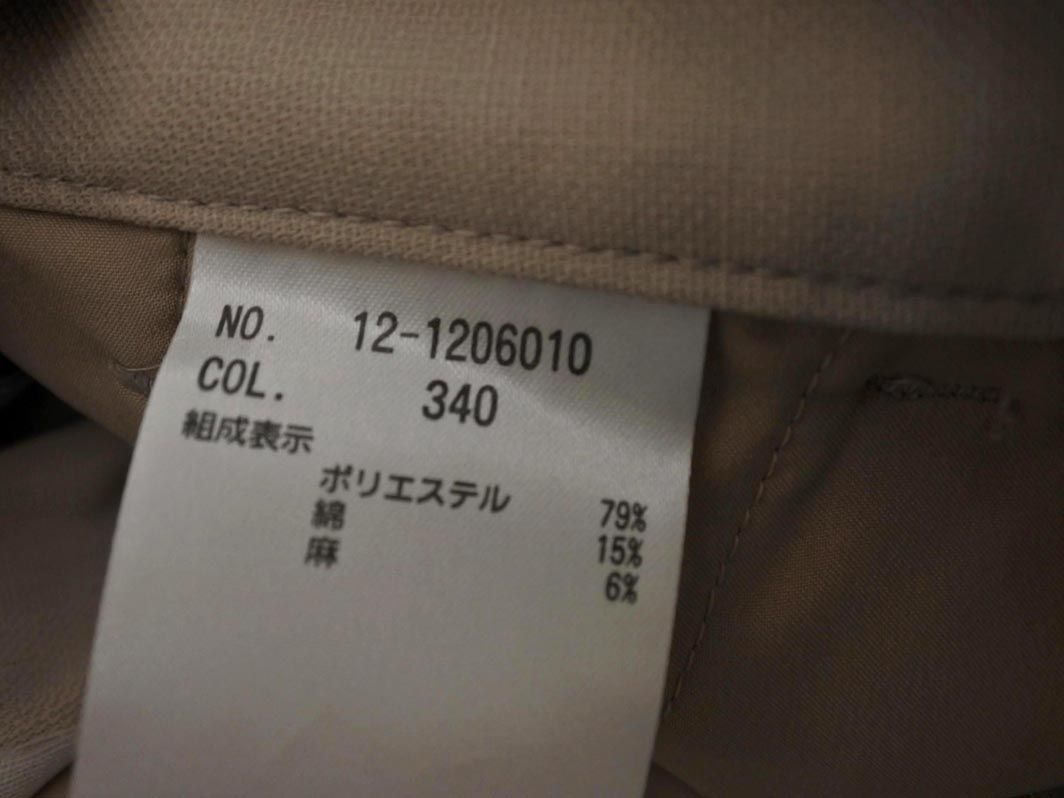 NO. 12-1206010
COL. 340
組成表示
ポリエステル 79%
綿 15%
麻 6%